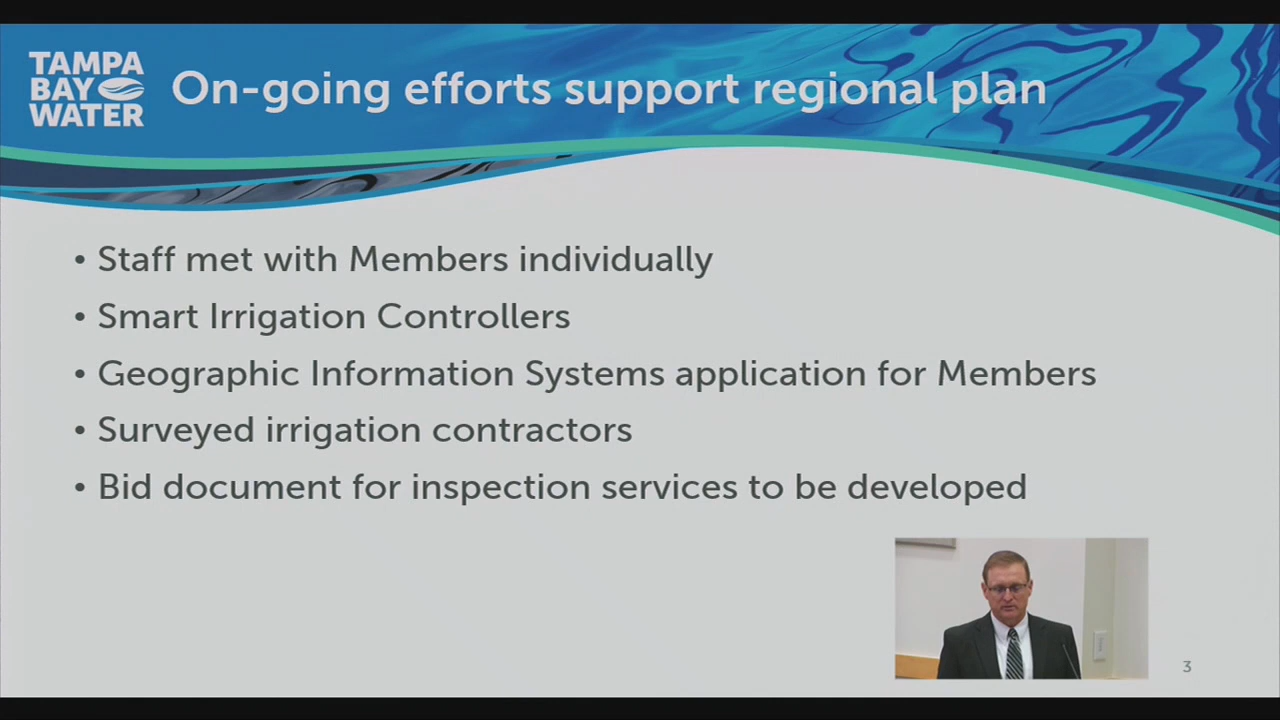 TAMPA
BAY
WATER
On-going efforts support regional plan
• Staff met with Members individually
• Smart Irrigation Controllers
• Geographic Information Systems application for Members
• Surveyed irrigation contractors
• Bid document for inspection services to be developed
3